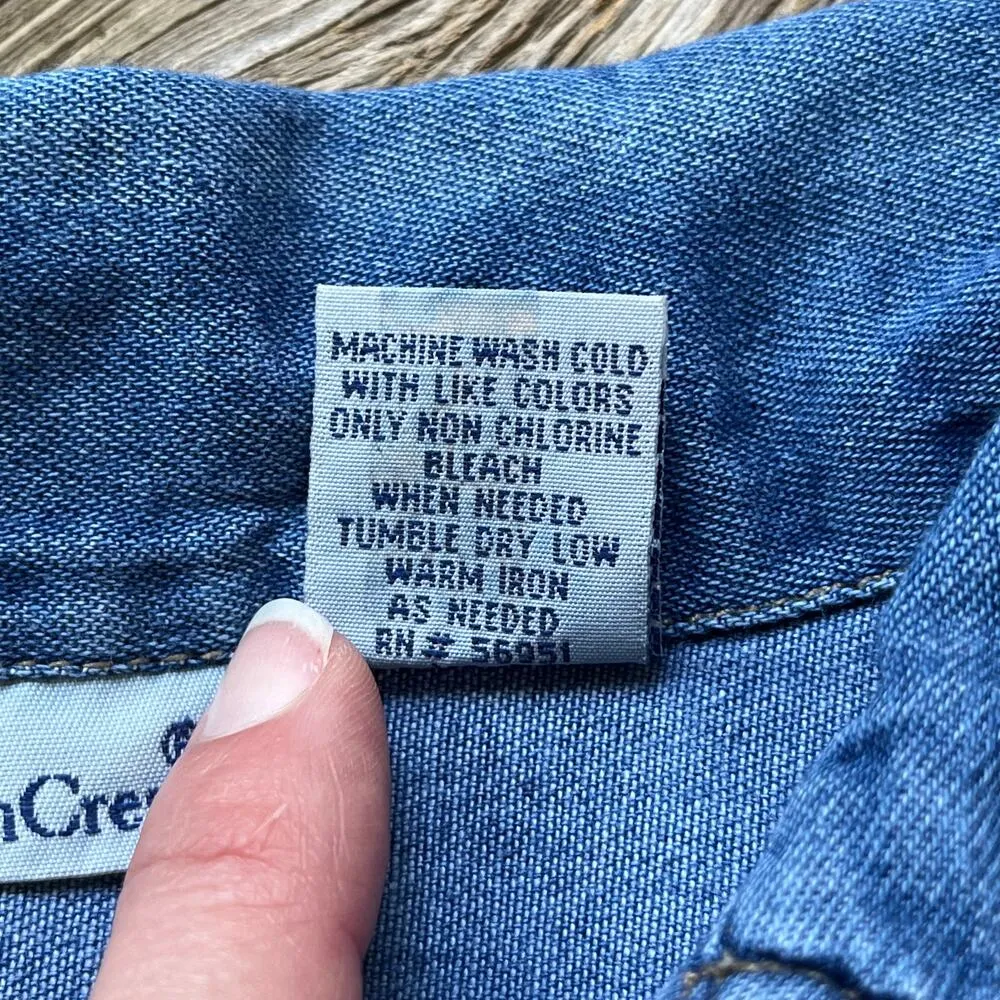 MACHINE WASH COLD
WITH LIKE COLORS
ONLY NON CHLORINE
BLEACH
WHEN NEEDED
TUMBLE DRY LOW
WARM IRON
AS NEEDED
RN # 56951
®
nCre